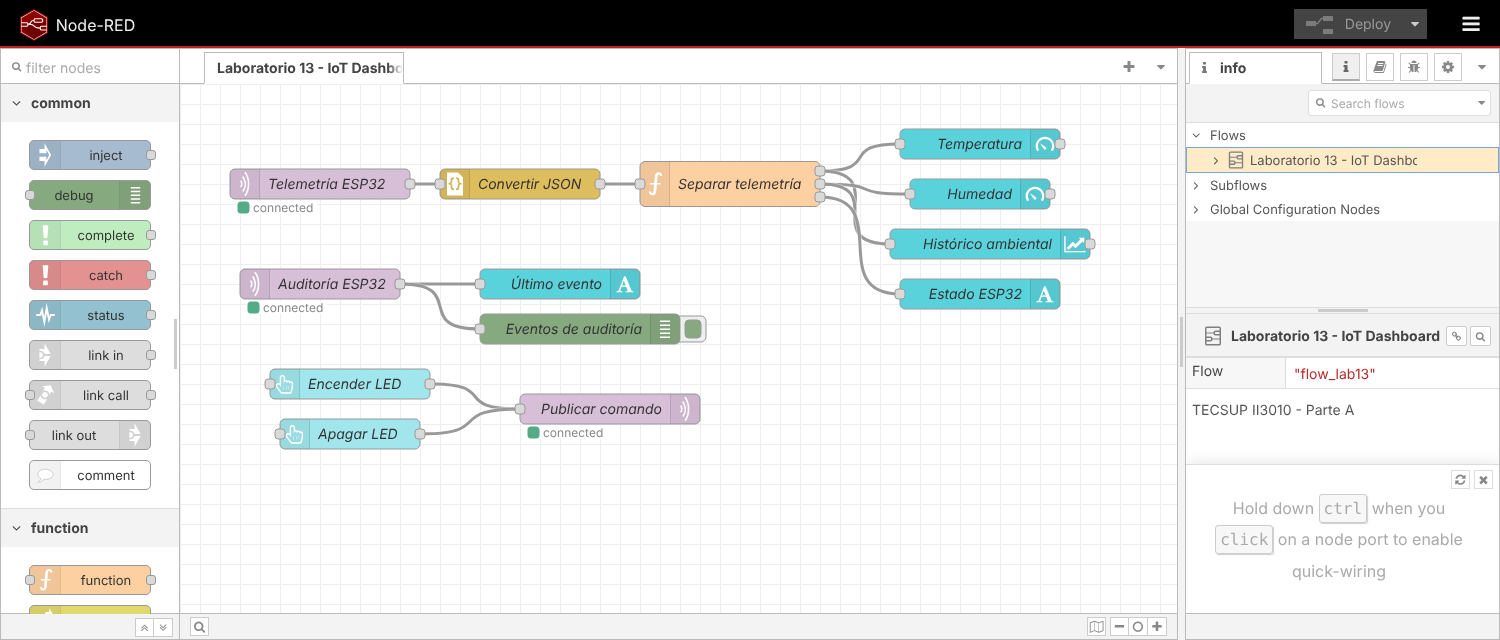 Node-RED
Deploy
filter nodes
common
inject
debug
complete
catch
status
link in
link call
link out
comment
function
function
Laboratorio 13 - IoT Dashbo
Telemetría ESP32
connected
Convertir JSON
Separar telemetría
Temperatura
Humedad
Histórico ambiental
Estado ESP32
Auditoría ESP32
connected
Último evento
Eventos de auditoría
Encender LED
Apagar LED
Publicar comando
connected
info
Search flows
Flows
Laboratorio 13 - IoT Dashbo
Subflows
Global Configuration Nodes
Laboratorio 13 - IoT Dashboard
Flow "flow_lab13"
TECSUP II3010 - Parte A
Hold down ctrl when you
click on a node port to enable
quick-wiring